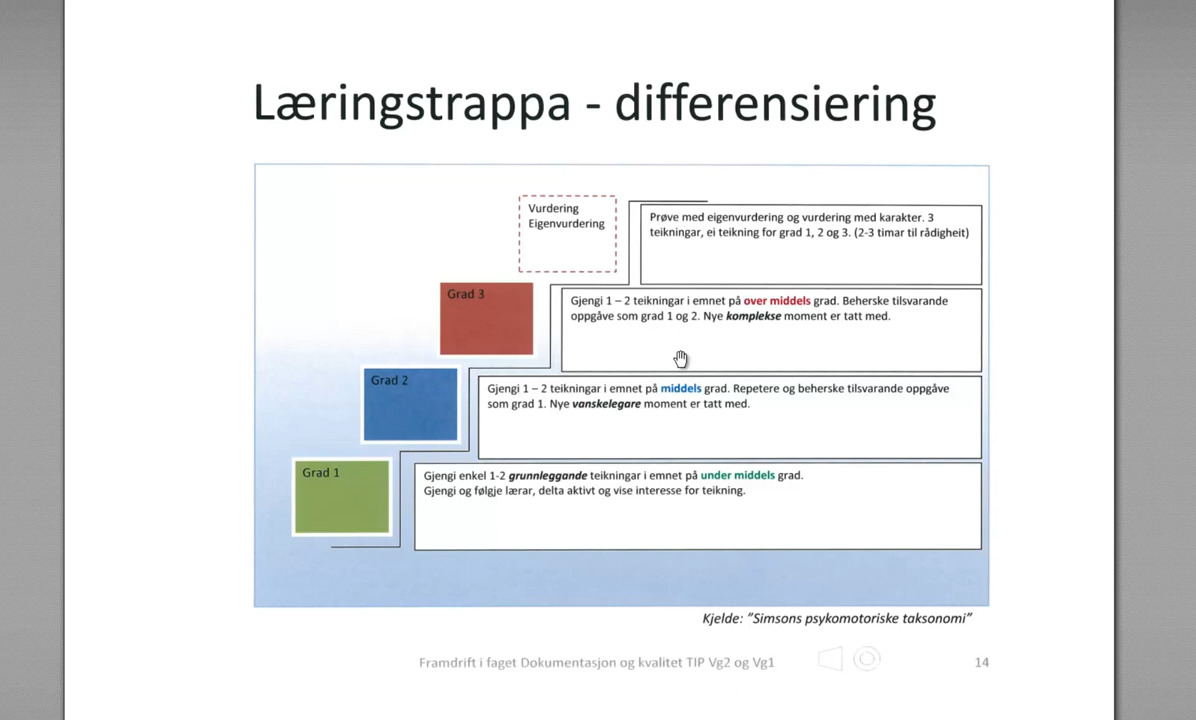 Læringstrappa - differensiering
Vurdering
Eigenvurdering
Prøve med eigenvurdering og vurdering med karakter. 3
teikningar, ei teikning for grad 1, 2 og 3. (2-3 timar til rådigheit)
Grad 3
Gjengi 1 – 2 teikningar i emnet på over middels grad. Beherske tilsvarande
oppgåve som grad 1 og 2. Nye komplekse moment er tatt med.
Grad 2
Gjengi 1 – 2 teikningar i emnet på middels grad. Repetere og beherske tilsvarande oppgåve
som grad 1. Nye vanskelegare moment er tatt med.
Grad 1
Gjengi enkel 1-2 grunnleggande teikningar i emnet på under middels grad.
Gjengi og følgje lærar, delta aktivt og vise interesse for teikning.
Kjelde: ”Simsons psykomotoriske taksonomi”
Framdrift i faget Dokumentasjon og kvalitet TIP Vg2 og Vg1
14